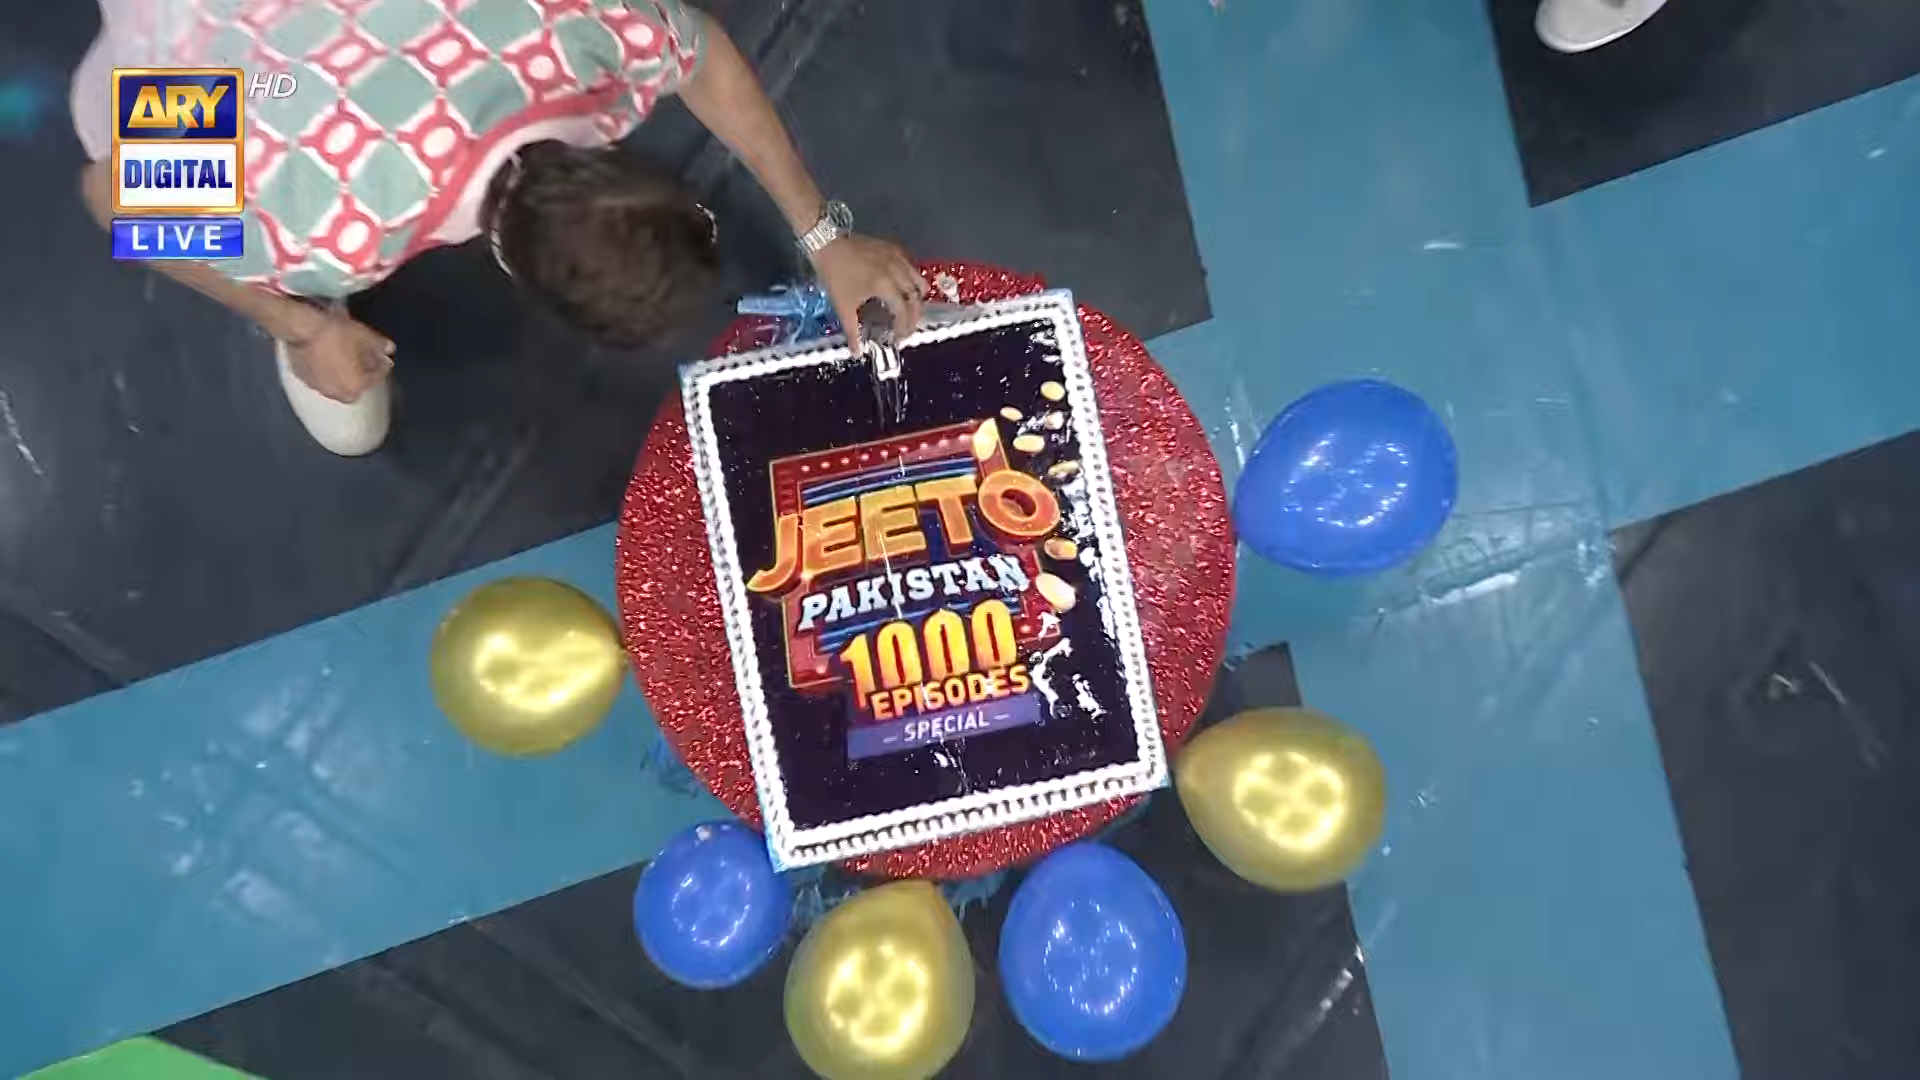 ARY
HD
DIGITAL
LIVE
JEETO
PAKISTAN
1000
EPISODES
– SPECIAL –